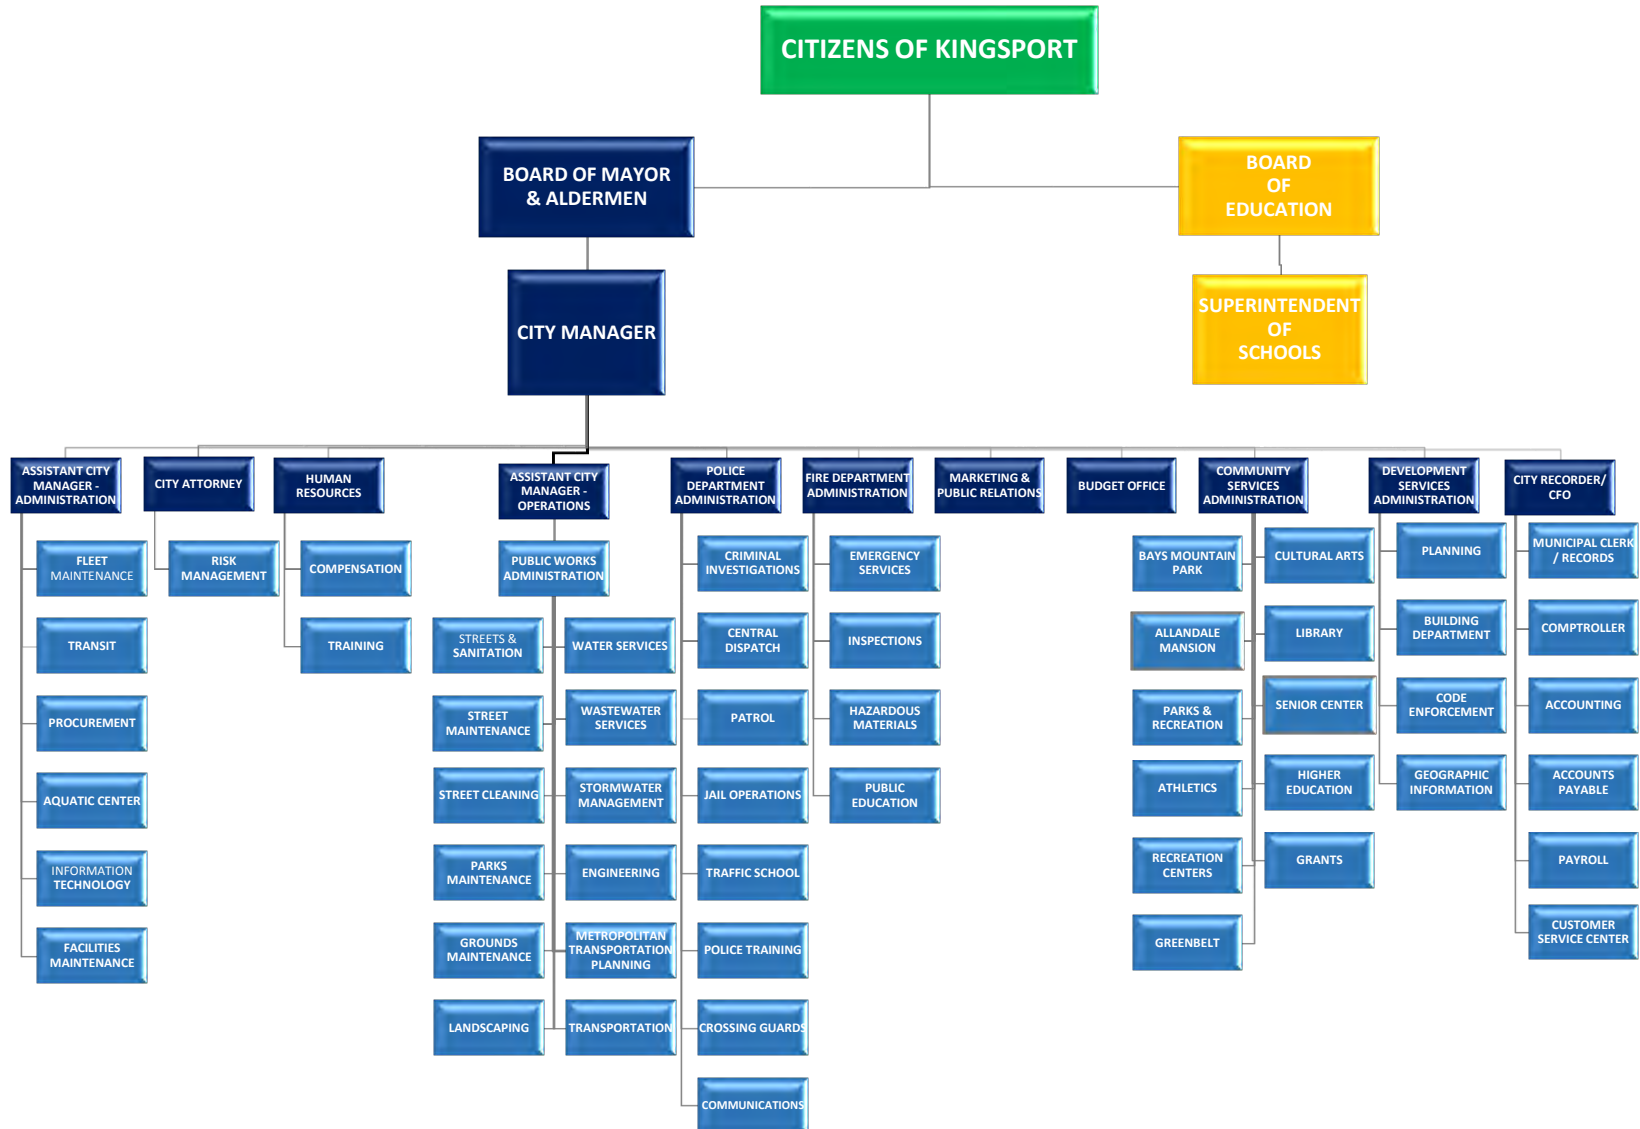 CITIZENS OF KINGSPORT
BOARD OF MAYOR
& ALDERMEN
BOARD
OF
EDUCATION
CITY MANAGER
SUPERINTENDENT
OF
SCHOOLS
ASSISTANT CITY
MANAGER -
ADMINISTRATION
CITY ATTORNEY
HUMAN
RESOURCES
ASSISTANT CITY
MANAGER -
OPERATIONS
POLICE
DEPARTMENT
ADMINISTRATION
FIRE DEPARTMENT
ADMINISTRATION
MARKETING &
PUBLIC RELATIONS
BUDGET OFFICE
COMMUNITY
SERVICES
ADMINISTRATION
DEVELOPMENT
SERVICES
ADMINISTRATION
CITY RECORDER/
CFO
FLEET
MAINTENANCE
TRANSIT
PROCUREMENT
AQUATIC CENTER
INFORMATION
TECHNOLOGY
FACILITIES
MAINTENANCE
RISK
MANAGEMENT
COMPENSATION
TRAINING
PUBLIC WORKS
ADMINISTRATION
STREETS &
SANITATION
STREET
MAINTENANCE
STREET CLEANING
PARKS
MAINTENANCE
GROUNDS
MAINTENANCE
LANDSCAPING
WATER SERVICES
WASTEWATER
SERVICES
STORMWATER
MANAGEMENT
ENGINEERING
METROPOLITAN
TRANSPORTATION
PLANNING
TRANSPORTATION
CRIMINAL
INVESTIGATIONS
CENTRAL
DISPATCH
PATROL
JAIL OPERATIONS
TRAFFIC SCHOOL
POLICE TRAINING
CROSSING GUARDS
COMMUNICATIONS
EMERGENCY
SERVICES
INSPECTIONS
HAZARDOUS
MATERIALS
PUBLIC
EDUCATION
BAYS MOUNTAIN
PARK
ALLANDALE
MANSION
PARKS &
RECREATION
ATHLETICS
RECREATION
CENTERS
GREENBELT
CULTURAL ARTS
LIBRARY
SENIOR CENTER
HIGHER
EDUCATION
GRANTS
PLANNING
BUILDING
DEPARTMENT
CODE
ENFORCEMENT
GEOGRAPHIC
INFORMATION
MUNICIPAL CLERK
/ RECORDS
COMPTROLLER
ACCOUNTING
ACCOUNTS
PAYABLE
PAYROLL
CUSTOMER
SERVICE CENTER